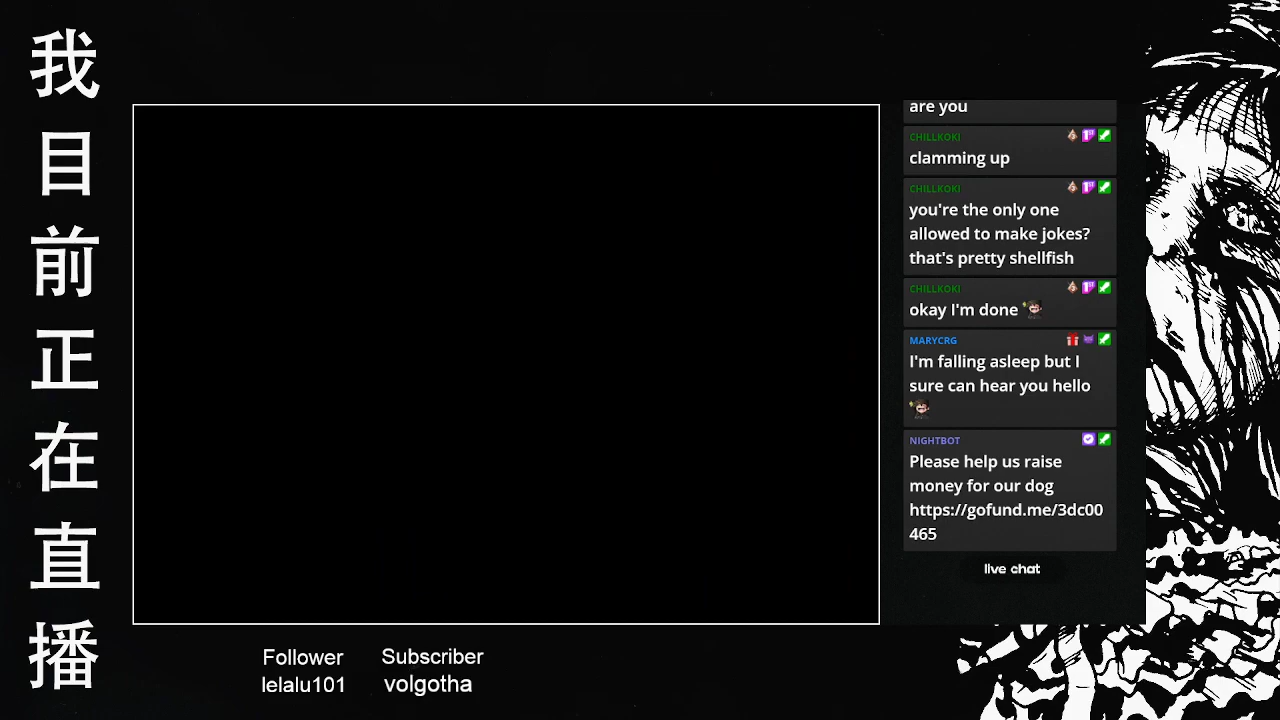 我
目
前
正
在
直
播
are you
CHILLKOKI
clamming up
CHILLKOKI
you're the only one
allowed to make jokes?
that's pretty shellfish
CHILLKOKI
okay I'm done
MARYCRG
I'm falling asleep but I
sure can hear you hello
NIGHTBOT
Please help us raise
money for our dog
https://gofund.me/3dc00
465
live chat
Follower
lelalu101
Subscriber
volgotha